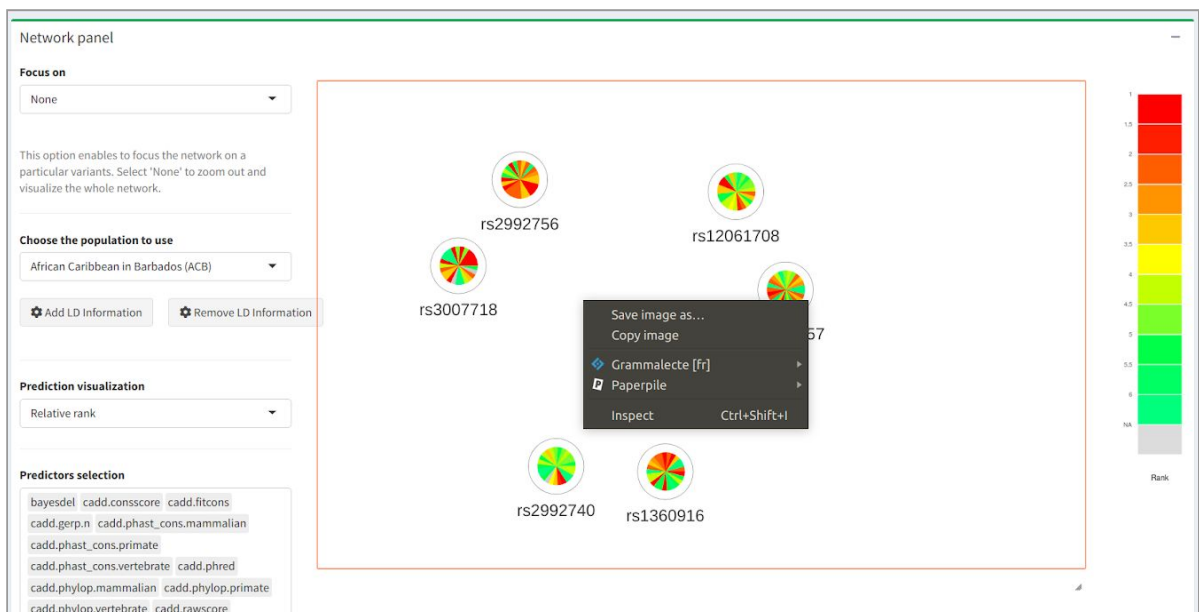 Network panel
Focus on
None
This option enables to focus the network on a
particular variants. Select 'None' to zoom out and
visualize the whole network.
Choose the population to use
African Caribbean in Barbados (ACB)
Add LD Information
Remove LD Information
Prediction visualization
Relative rank
Predictors selection
bayesdel cadd.consscore cadd.fitcons
cadd.gerp.n cadd.phast_cons.mammalian
cadd.phast_cons.primate
cadd.phast_cons.vertebrate cadd.phred
cadd.phylop.mammalian cadd.phylop.primate
cadd.phylop.vertebrate cadd.rawscore
rs2992756
rs12061708
rs3007718
57
Save image as...
Copy image
Grammalecte [fr]
Paperpile
Inspect Ctrl+Shift+I
rs2992740
rs1360916
1
1.5
2
2.5
3
3.5
4
4.5
5
5.5
6
NA
Rank